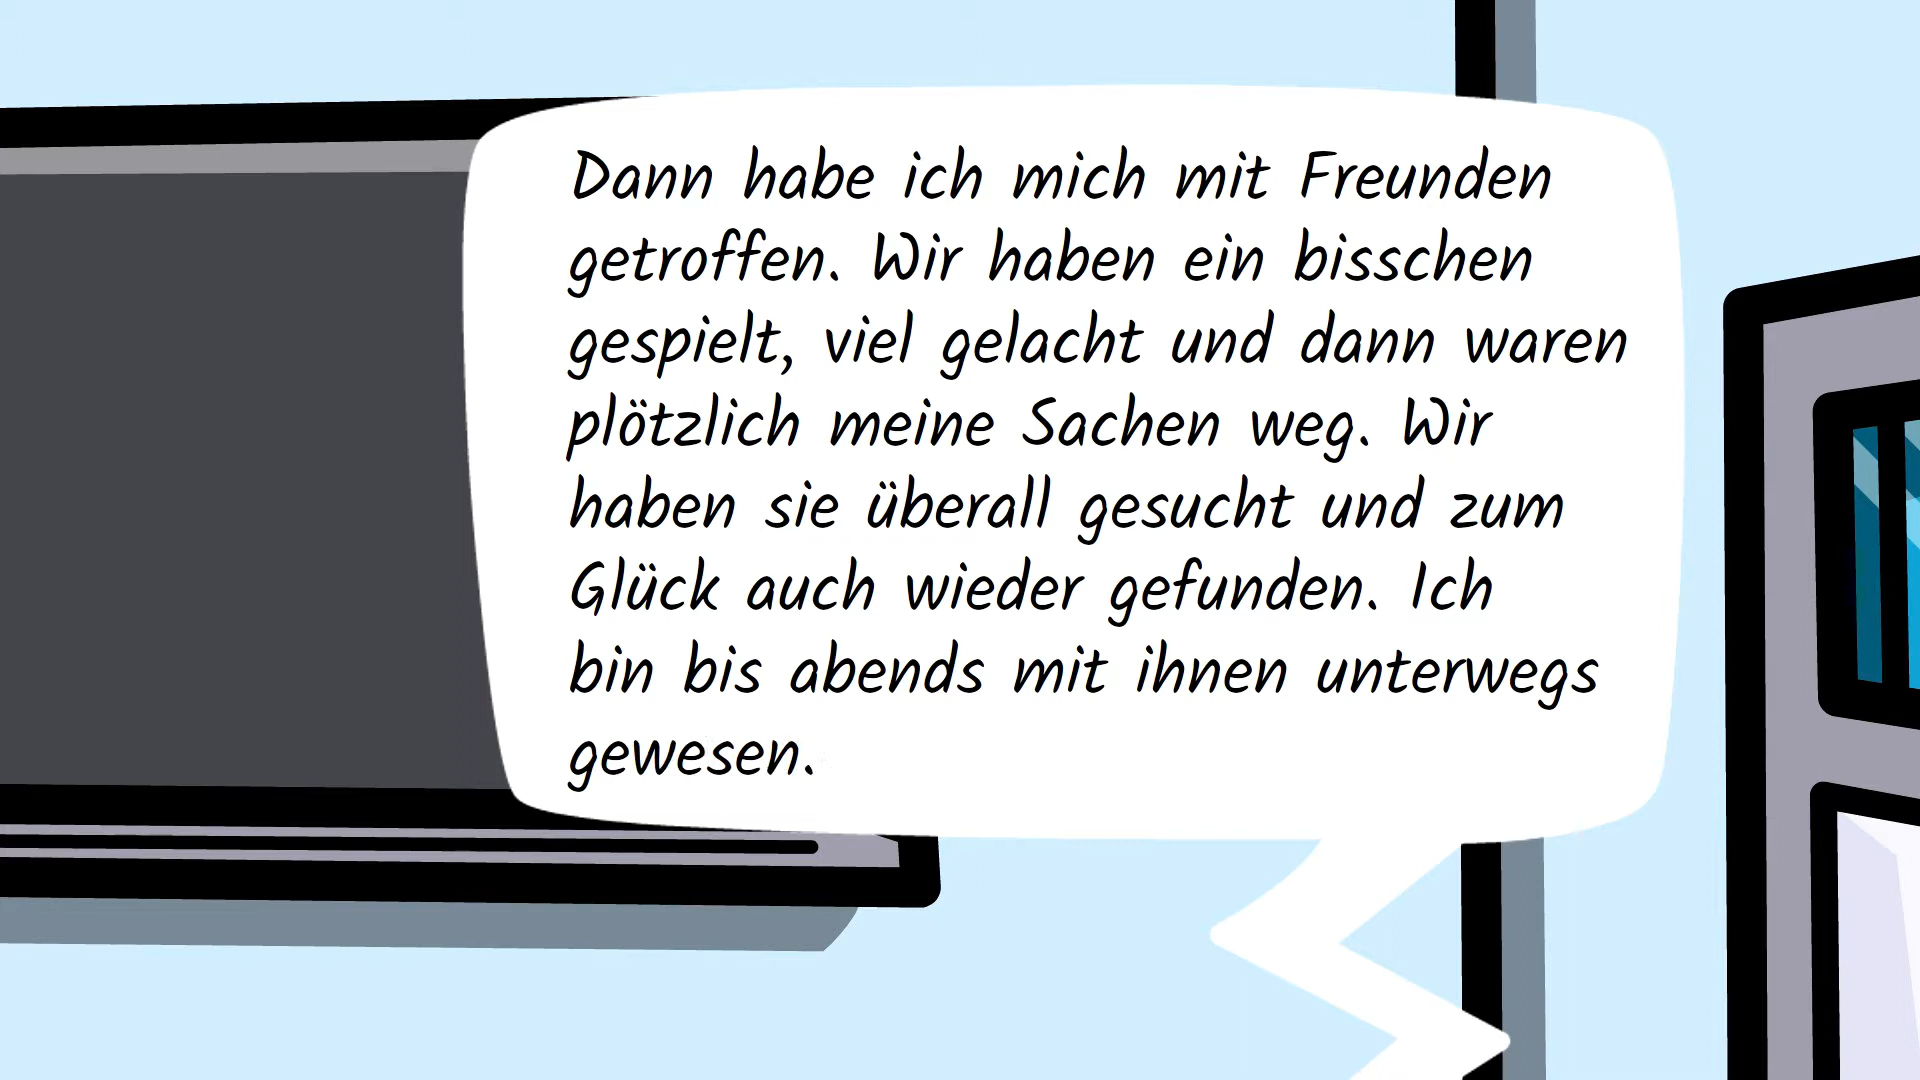 Dann habe ich mich mit Freunden
getroffen. Wir haben ein bisschen
gespielt, viel gelacht und dann waren
plötzlich meine Sachen weg. Wir
haben sie überall gesucht und zum
Glück auch wieder gefunden. Ich
bin bis abends mit ihnen unterwegs
gewesen.